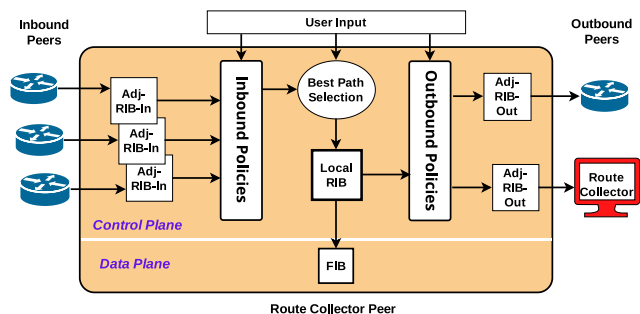 User Input
Inbound
Peers
Outbound
Peers
Adj-
RIB-In
Adj-
RIB-In
Adj-
RIB-In
Inbound Policies
Best Path
Selection
Local
RIB
Outbound Policies
Adj-
RIB-
Out
Adj-
RIB-
Out
Route
Collector
Control Plane
Data Plane
FIB
Route Collector Peer